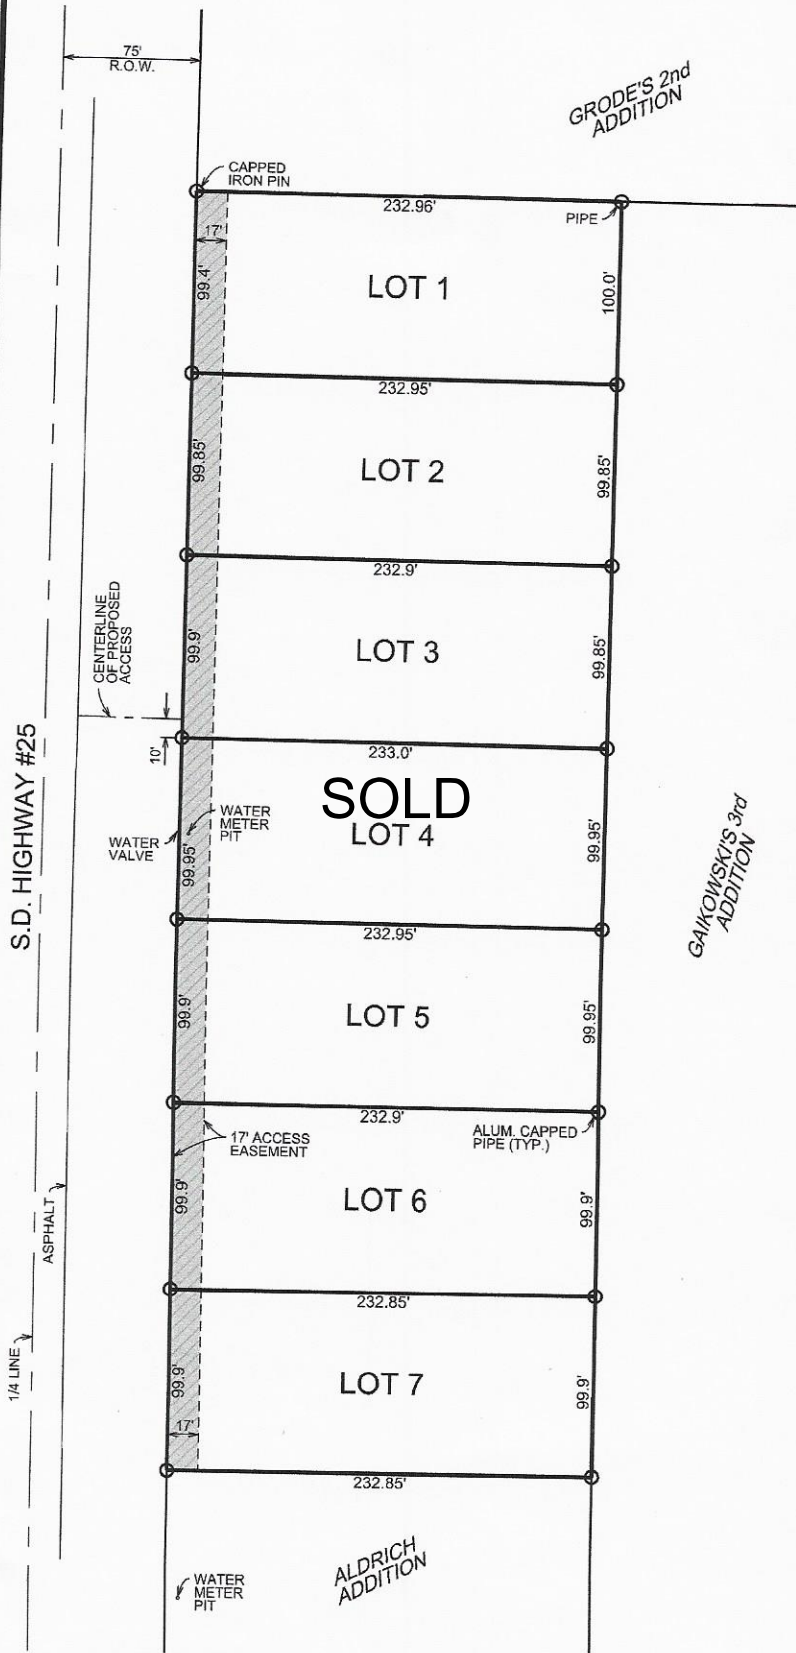 75'
R.O.W.
GRODE'S 2nd
ADDITION
CAPPED
IRON PIN
232.96'
PIPE
17'
99.4'
LOT 1
100.0'
232.95'
99.85'
LOT 2
99.85'
232.9'
CENTERLINE
OF PROPOSED
ACCESS
99.9'
LOT 3
99.85'
10'
233.0'
S.D. HIGHWAY #25
SOLD
WATER
METER
PIT
WATER
VALVE
99.95'
LOT 4
99.95'
GAIKOWSKI'S 3rd
ADDITION
232.95'
99.9'
LOT 5
99.95'
232.9'
17' ACCESS
EASEMENT
ALUM. CAPPED
PIPE (TYP.)
ASPHALT
99.9'
LOT 6
99.9'
232.85'
1/4 LINE
99.9'
LOT 7
99.9'
17'
232.85'
ALDRICH
ADDITION
WATER
METER
PIT